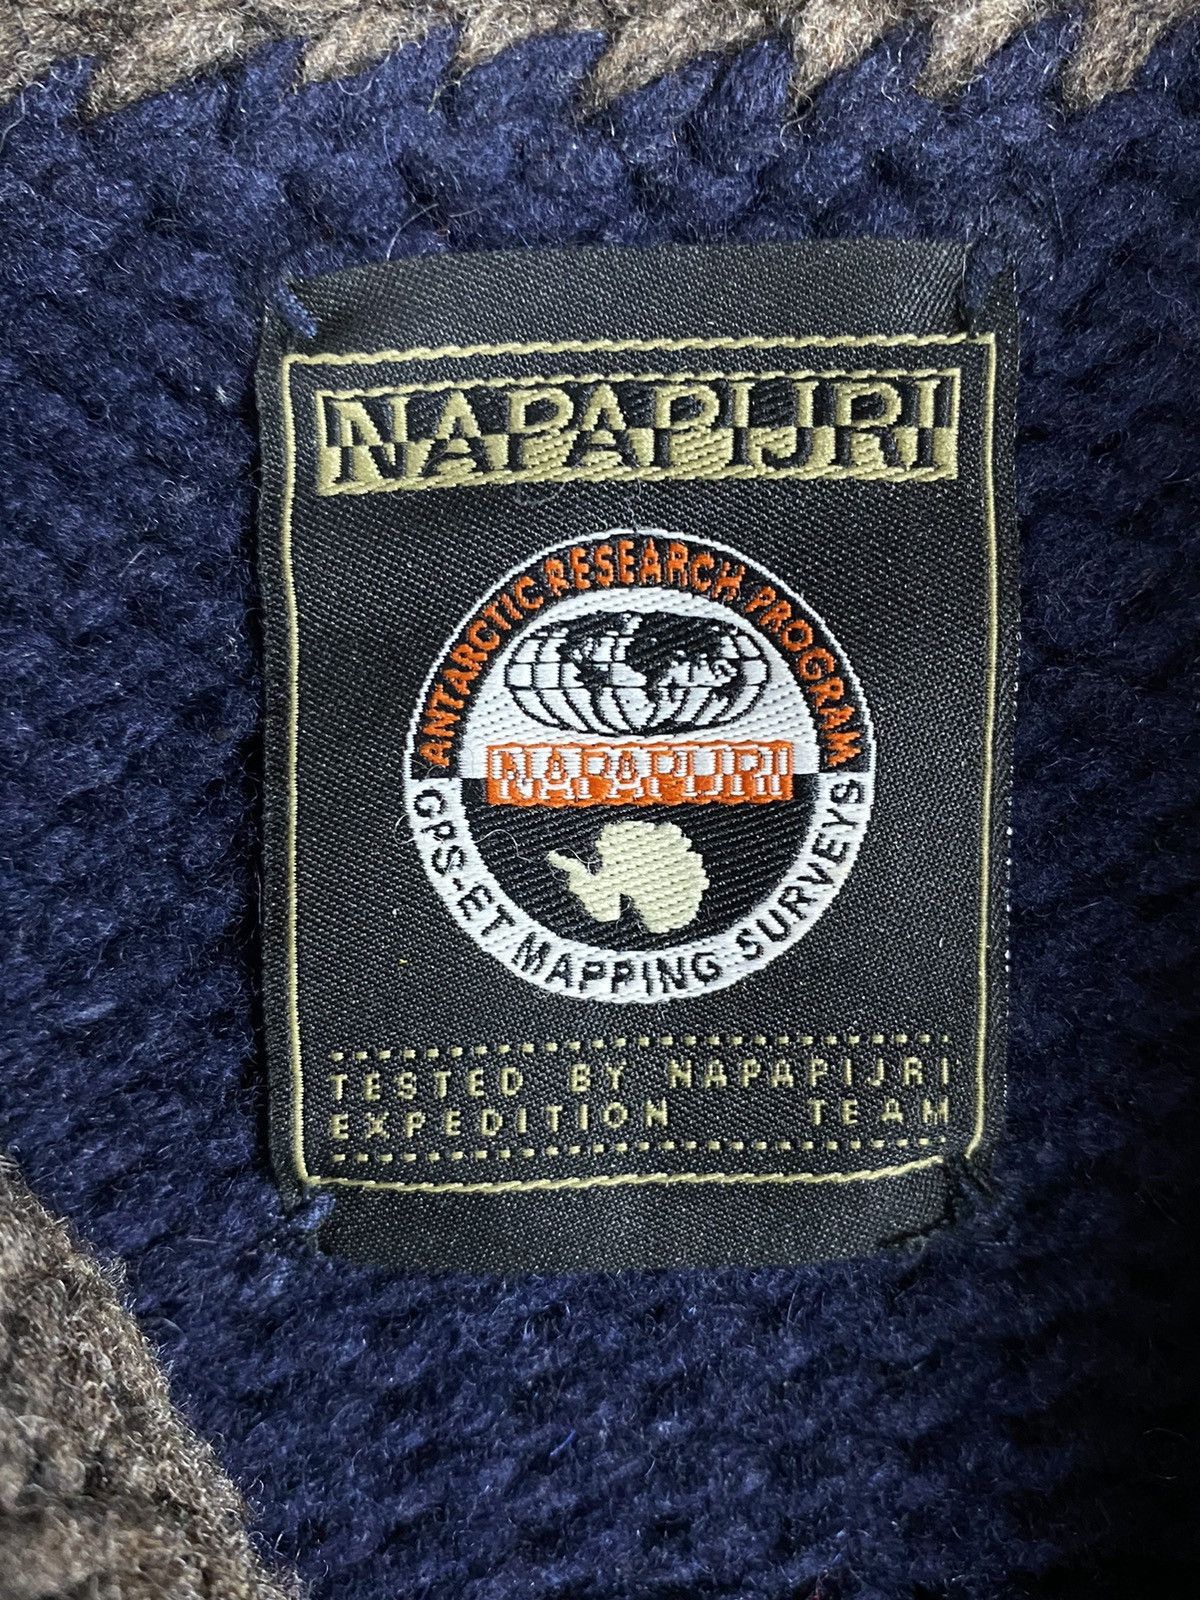 NAPAPIJRI
ANTARCTIC RESEARCH PROGRAM
NAPAPIJRI
GPS-ET MAPPING SURVEYS
TESTED BY NAPAPIJRI
EXPEDITION TEAM